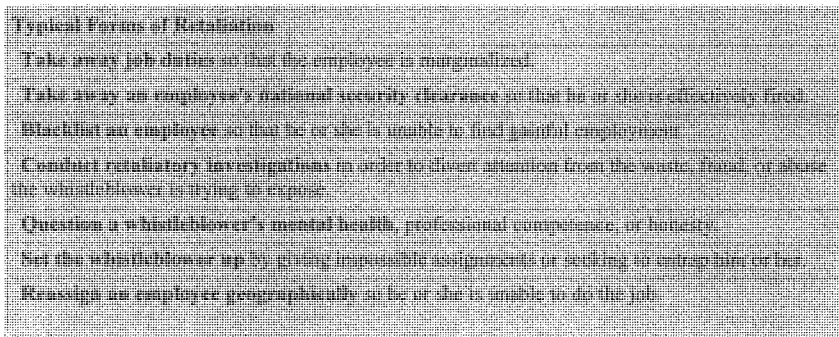 Typical Forms of Retaliation
Take away job duties so that the employee is marginalized.
Take away an employee's national security clearance so that he or she is effectively fired.
Blacklist an employee so that he or she is unable to find gainful employment.
Conduct retaliatory investigations in order to divert attention from the waste, fraud, or abuse
the whistleblower is trying to expose.
Question a whistleblower's mental health, professional competence, or honesty.
Set the whistleblower up by giving impossible assignments or seeking to entrap him or her.
Reassign an employee geographically so he or she is unable to do the job.